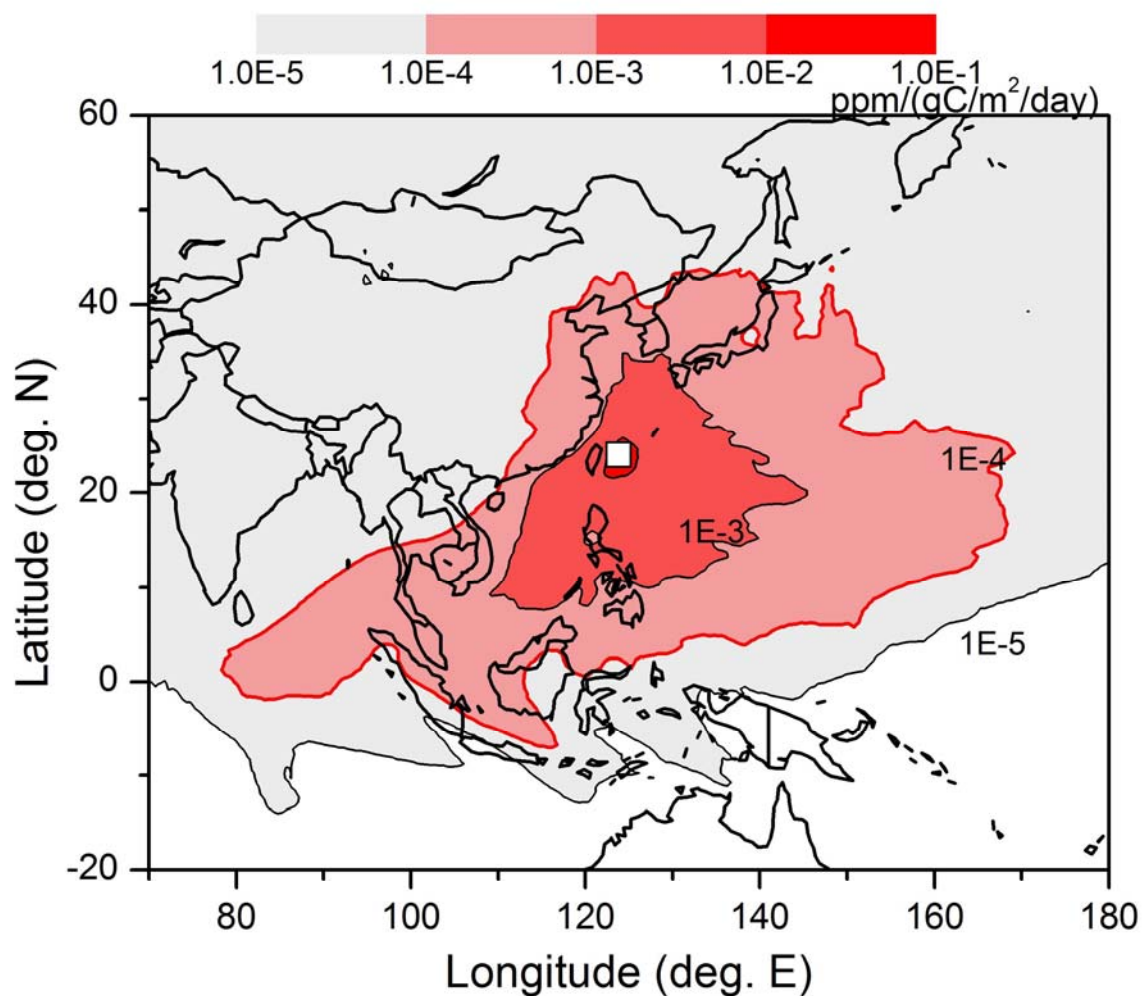 1.0E-5 1.0E-4 1.0E-3 1.0E-2 1.0E-1
ppm/(gC/m²/day)
60
40
20
0
-20
Latitude (deg. N)
1E-4
1E-3
1E-5
80 100 120 140 160 180
Longitude (deg. E)